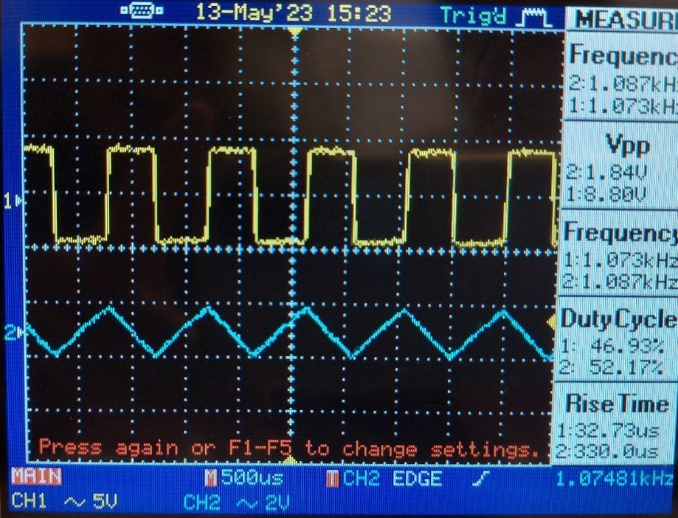 13-May'23 15:23 Trig'd
MEASUR
Frequenc
2:1.087kHz
1:1.073kHz
Vpp
2:1.84V
1:8.80V
Frequency
1:1.073kHz
2:1.087kHz
Duty Cycle
1: 46.93%
2: 52.17%
Rise Time
1:32.73us
2:330.0us
1
2
Press again or F1-F5 to change settings.
MAIN M 500us T CH2 EDGE 1.07481kHz
CH1 ~ 5V CH2 ~ 2V